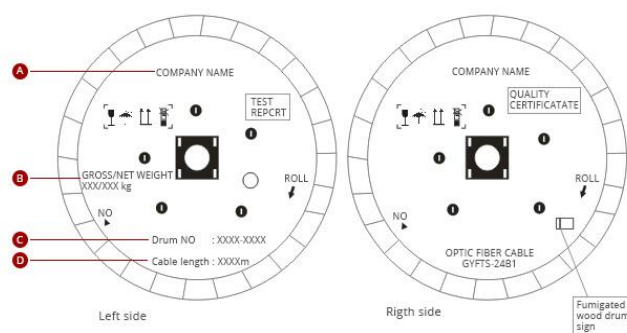 A
COMPANY NAME
TEST
REPCRT
B
GROSS/NET WEIGHT
XXX/XXX kg
ROLL
NO
C
Drum NO : XXXX-XXXX
D
Cable length : XXXXm
Left side
COMPANY NAME
QUALITY
CERTIFICATATE
ROLL
NO
OPTIC FIBER CABLE
GYFTS-24B1
Rigth side
Fumigated
wood drum
sign